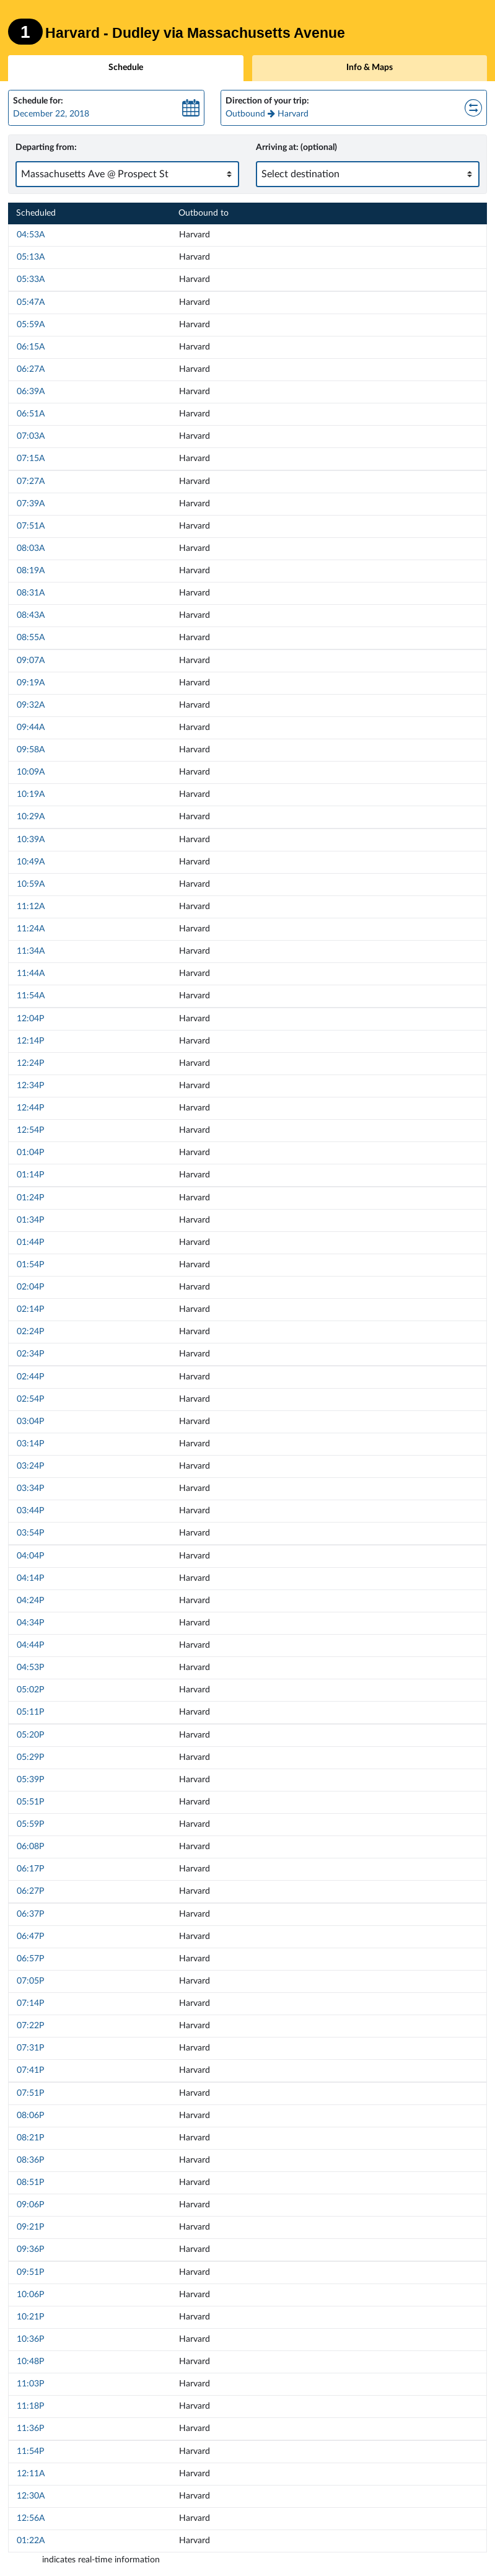 1 Harvard - Dudley via Massachusetts Avenue
Schedule Info & Maps
Schedule for: Direction of your trip:
December 22, 2018 Outbound Harvard
Departing from: Arriving at: (optional)
Massachusetts Ave @ Prospect St Select destination
Scheduled Outbound to
04:53A Harvard
05:13A Harvard
05:33A Harvard
05:47A Harvard
05:59A Harvard
06:15A Harvard
06:27A Harvard
06:39A Harvard
06:51A Harvard
07:03A Harvard
07:15A Harvard
07:27A Harvard
07:39A Harvard
07:51A Harvard
08:03A Harvard
08:19A Harvard
08:31A Harvard
08:43A Harvard
08:55A Harvard
09:07A Harvard
09:19A Harvard
09:32A Harvard
09:44A Harvard
09:58A Harvard
10:09A Harvard
10:19A Harvard
10:29A Harvard
10:39A Harvard
10:49A Harvard
10:59A Harvard
11:12A Harvard
11:24A Harvard
11:34A Harvard
11:44A Harvard
11:54A Harvard
12:04P Harvard
12:14P Harvard
12:24P Harvard
12:34P Harvard
12:44P Harvard
12:54P Harvard
01:04P Harvard
01:14P Harvard
01:24P Harvard
01:34P Harvard
01:44P Harvard
01:54P Harvard
02:04P Harvard
02:14P Harvard
02:24P Harvard
02:34P Harvard
02:44P Harvard
02:54P Harvard
03:04P Harvard
03:14P Harvard
03:24P Harvard
03:34P Harvard
03:44P Harvard
03:54P Harvard
04:04P Harvard
04:14P Harvard
04:24P Harvard
04:34P Harvard
04:44P Harvard
04:53P Harvard
05:02P Harvard
05:11P Harvard
05:20P Harvard
05:29P Harvard
05:39P Harvard
05:51P Harvard
05:59P Harvard
06:08P Harvard
06:17P Harvard
06:27P Harvard
06:37P Harvard
06:47P Harvard
06:57P Harvard
07:05P Harvard
07:14P Harvard
07:22P Harvard
07:31P Harvard
07:41P Harvard
07:51P Harvard
08:06P Harvard
08:21P Harvard
08:36P Harvard
08:51P Harvard
09:06P Harvard
09:21P Harvard
09:36P Harvard
09:51P Harvard
10:06P Harvard
10:21P Harvard
10:36P Harvard
10:48P Harvard
11:03P Harvard
11:18P Harvard
11:36P Harvard
11:54P Harvard
12:11A Harvard
12:30A Harvard
12:56A Harvard
01:22A Harvard
indicates real-time information